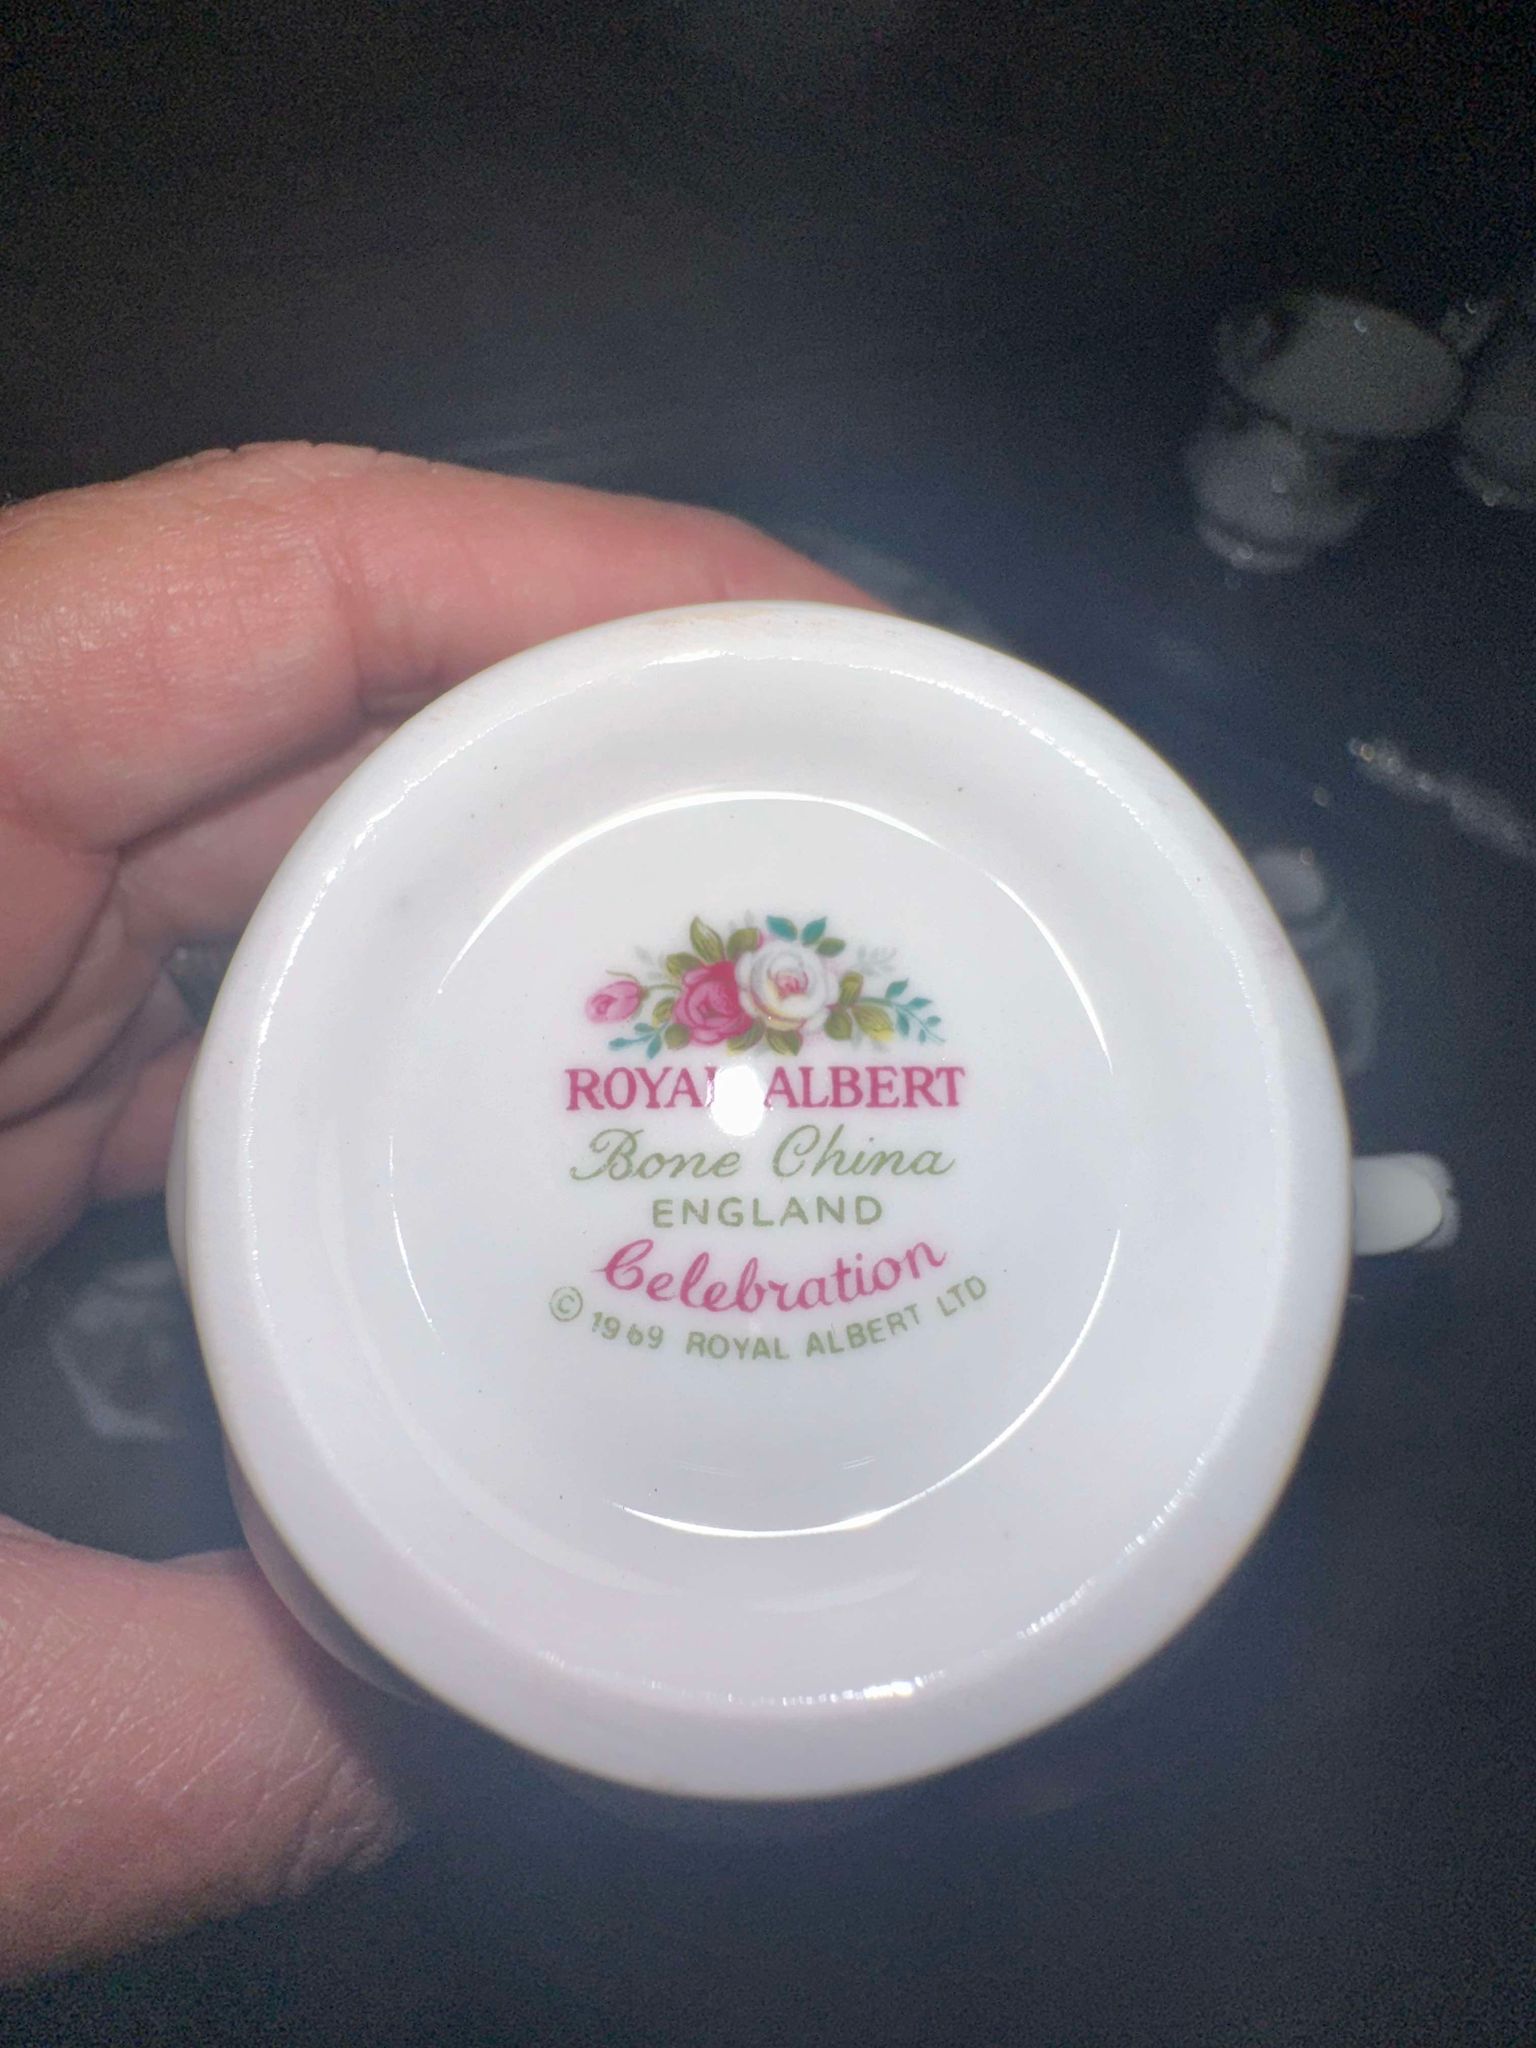 ROYAL ALBERT
Bone China
ENGLAND
Celebration
© 1969 ROYAL ALBERT LTD